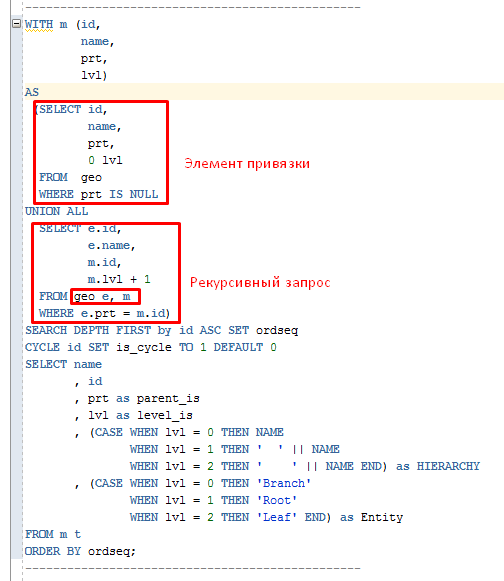 WITH m (id,
name,
prt,
lvl)
AS
(SELECT id,
name,
prt,
0 lvl
FROM geo
WHERE prt IS NULL
Элемент привязки
UNION ALL
SELECT e.id,
e.name,
m.id,
m.lvl + 1
FROM geo e, m
WHERE e.prt = m.id)
Рекурсивный запрос
SEARCH DEPTH FIRST by id ASC SET ordseq
CYCLE id SET is_cycle TO 1 DEFAULT 0
SELECT name
, id
, prt as parent_is
, lvl as level_is
, (CASE WHEN lvl = 0 THEN NAME
WHEN lvl = 1 THEN '  ' || NAME
WHEN lvl = 2 THEN '    ' || NAME END) as HIERARCHY
, (CASE WHEN lvl = 0 THEN 'Branch'
WHEN lvl = 1 THEN 'Root'
WHEN lvl = 2 THEN 'Leaf' END) as Entity
FROM m t
ORDER BY ordseq;